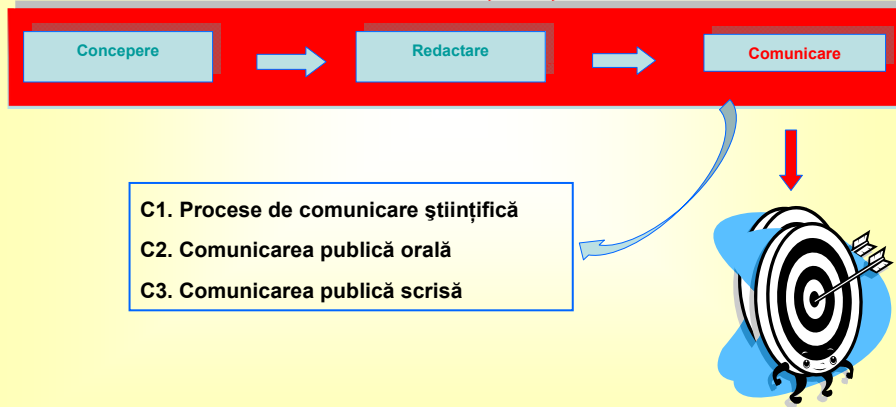 Concepere
Redactare
Comunicare
C1. Procese de comunicare ştiinţifică
C2. Comunicarea publică orală
C3. Comunicarea publică scrisă